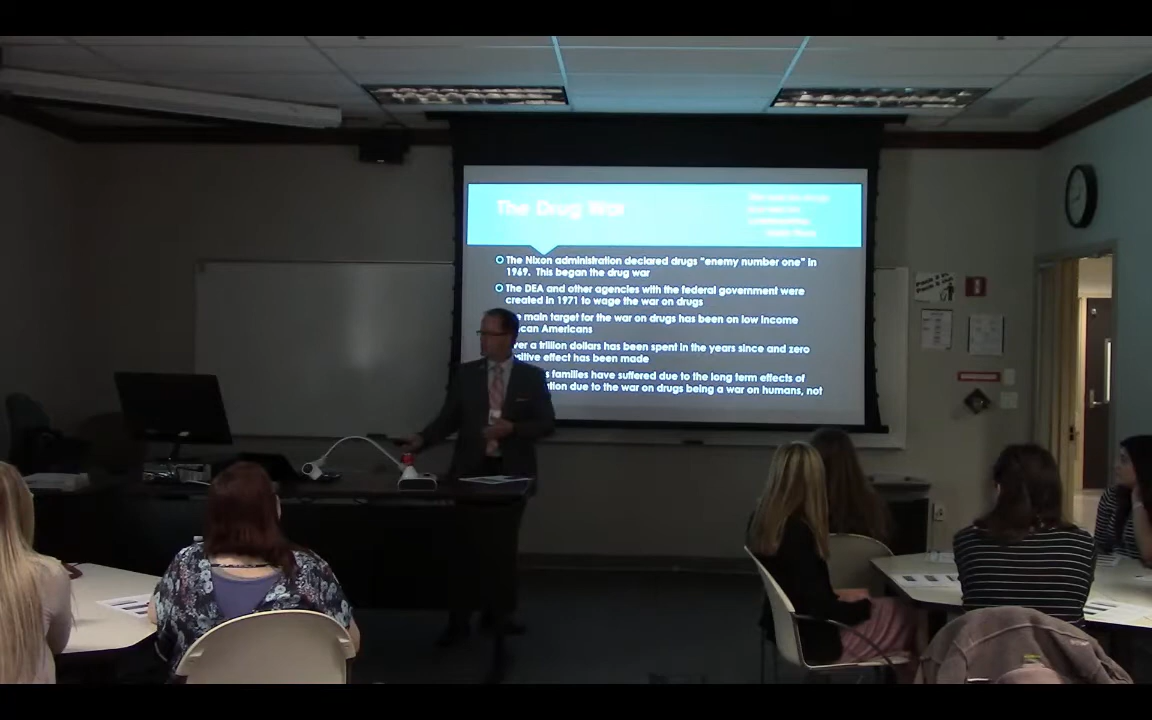 The Drug War
The Nixon administration declared drugs "enemy number one" in
1969. This began the drug war
The DEA and other agencies with the federal government were
created in 1971 to wage the war on drugs
main target for the war on drugs has been on low income
Americans
a trillion dollars has been spent in the years since and zero
effect has been made
families have suffered due to the long term effects of
due to the war on drugs being a war on humans, not